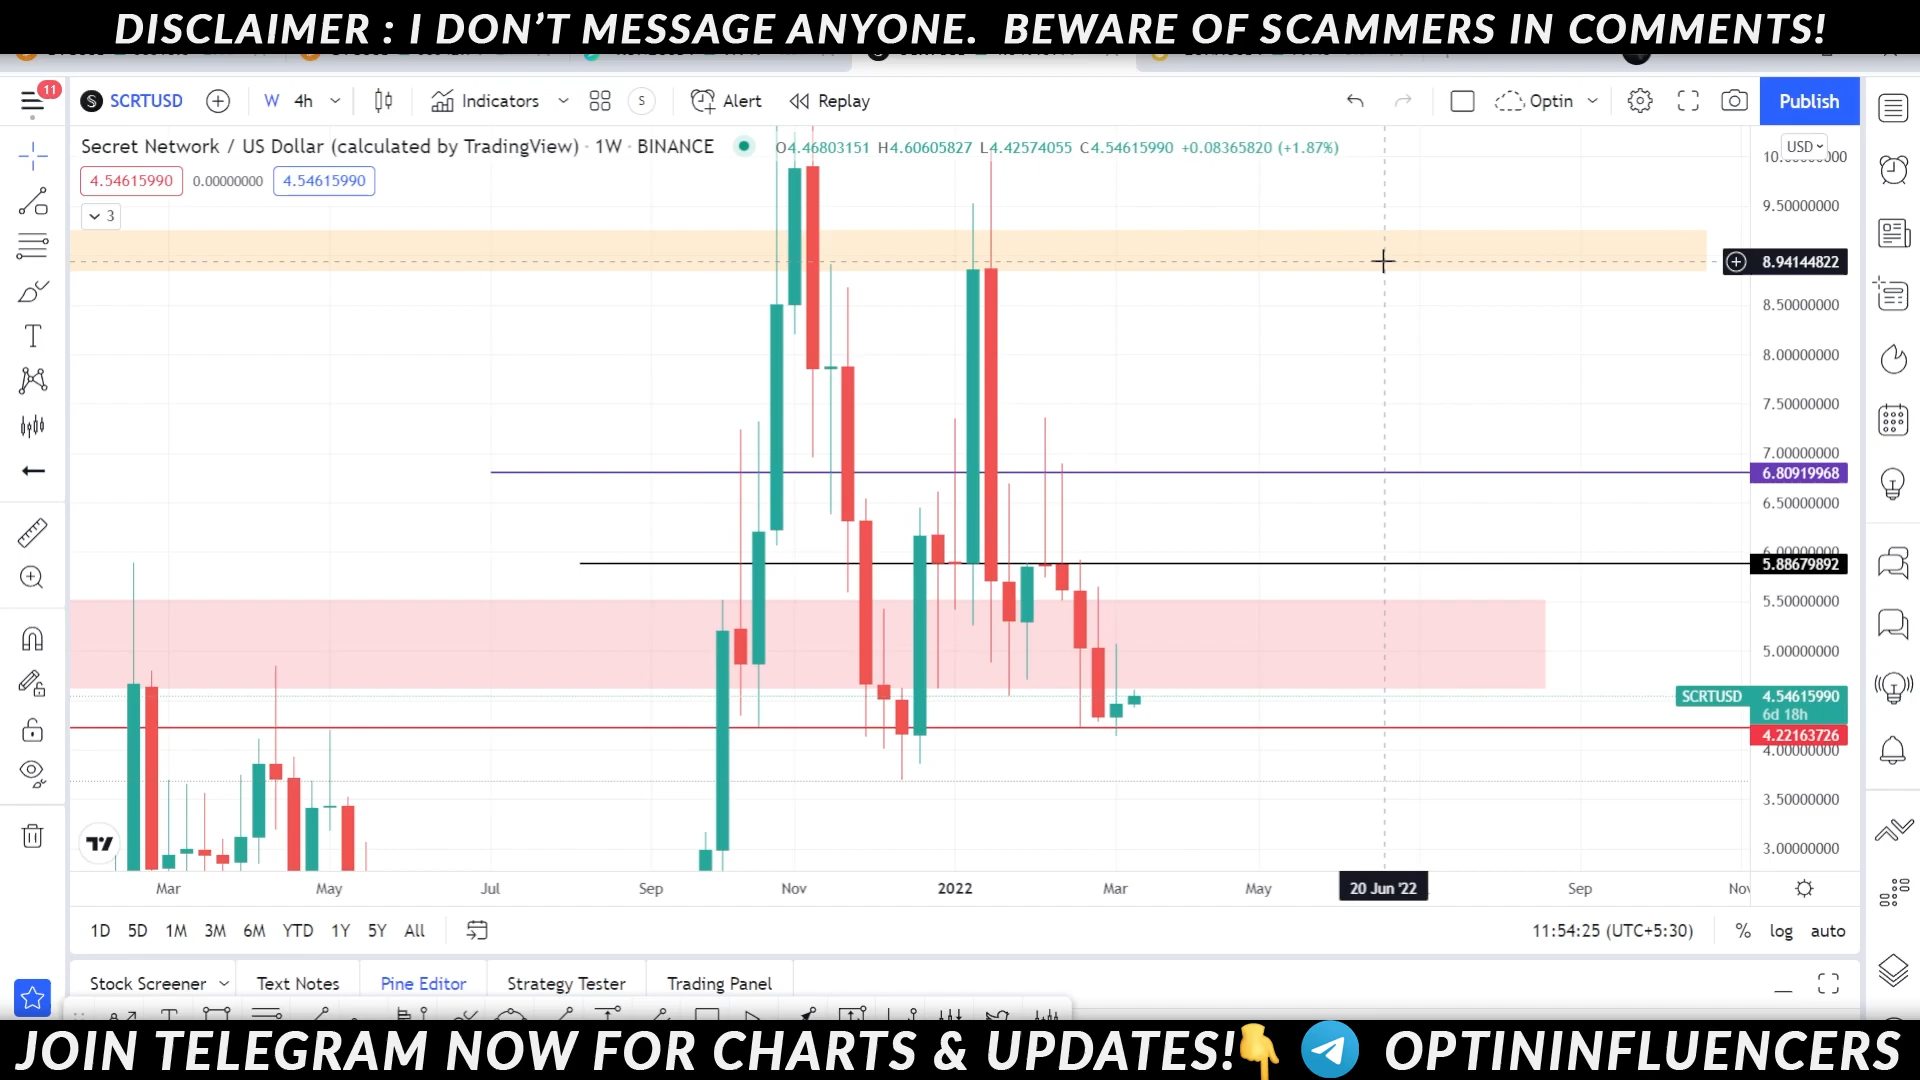 DISCLAIMER : I DON'T MESSAGE ANYONE. BEWARE OF SCAMMERS IN COMMENTS!
11
S SCRTUSD W 4h Indicators S Alert Replay Optin Publish
Secret Network / US Dollar (calculated by TradingView) · 1W · BINANCE O4.46803151 H4.60605827 L4.42574055 C4.54615990 +0.08365820 (+1.87%)
USD
4.54615990 0.00000000 4.54615990
3
9.50000000
8.94144822
8.50000000
8.00000000
7.50000000
7.00000000
6.80919968
6.50000000
6.00000000
5.88679892
5.50000000
5.00000000
SCRTUSD 4.54615990
6d 18h
4.22163726
4.00000000
3.50000000
3.00000000
Mar May Jul Sep Nov 2022 Mar May 20 Jun '22 Sep Nov
1D 5D 1M 3M 6M YTD 1Y 5Y All 11:54:25 (UTC+5:30) % log auto
Stock Screener Text Notes Pine Editor Strategy Tester Trading Panel
JOIN TELEGRAM NOW FOR CHARTS & UPDATES!👇 OPTININFLUENCERS